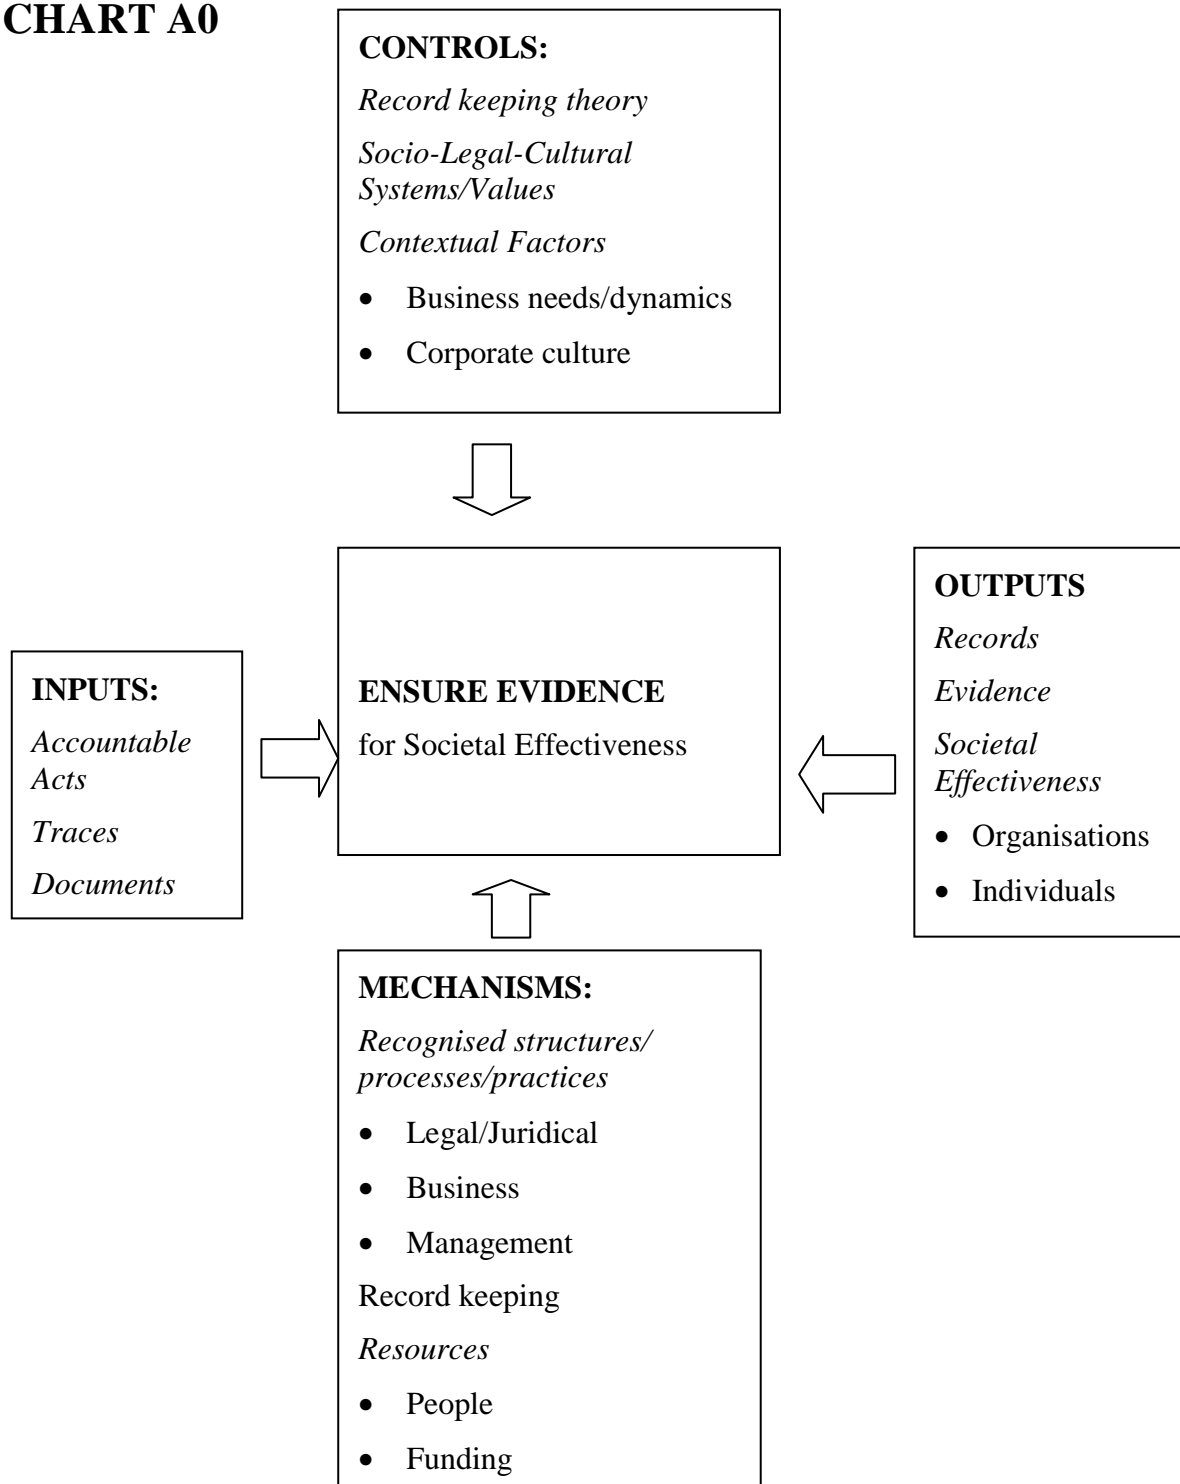 CHART A0
CONTROLS:
Record keeping theory
Socio-Legal-Cultural
Systems/Values
Contextual Factors
• Business needs/dynamics
• Corporate culture
INPUTS:
Accountable
Acts
Traces
Documents
ENSURE EVIDENCE
for Societal Effectiveness
OUTPUTS
Records
Evidence
Societal
Effectiveness
• Organisations
• Individuals
MECHANISMS:
Recognised structures/
processes/practices
• Legal/Juridical
• Business
• Management
Record keeping
Resources
• People
• Funding